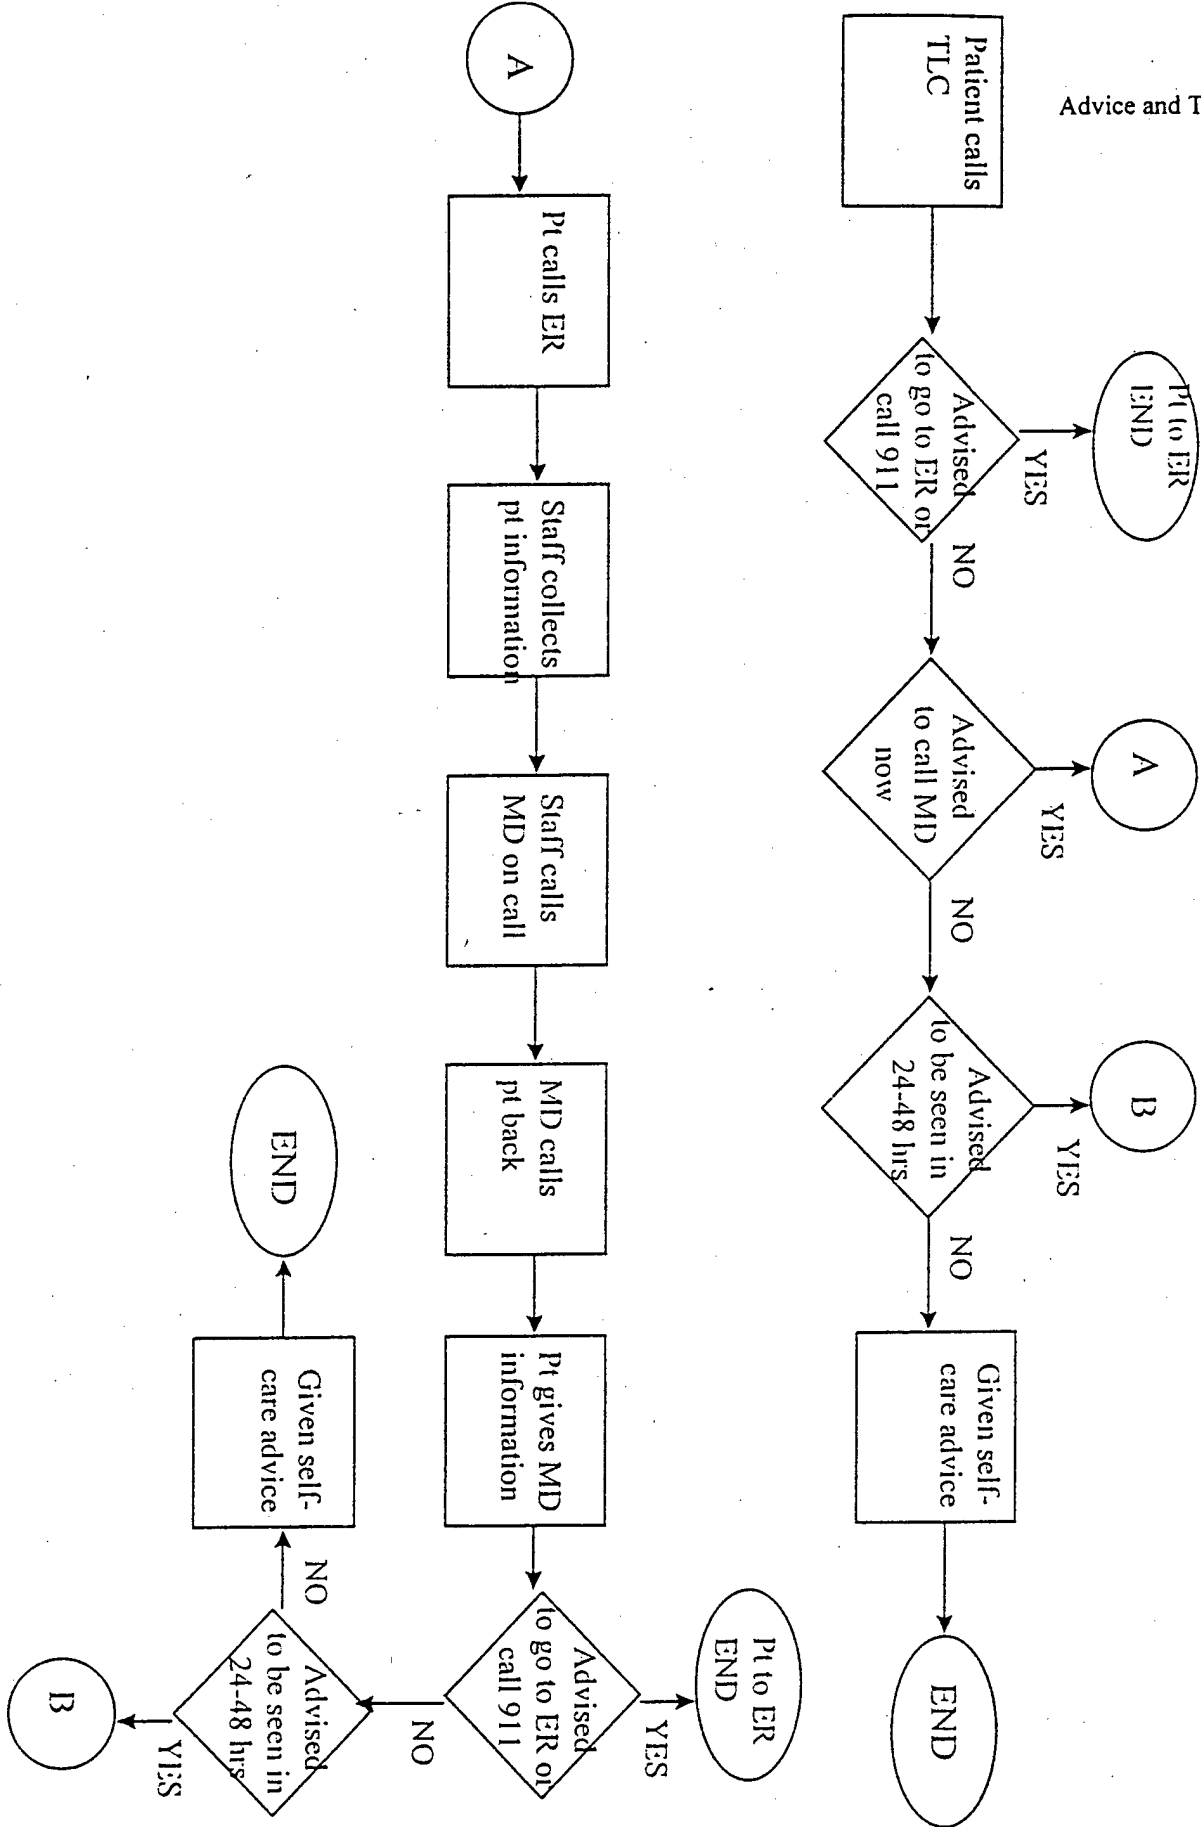 Advice and T
Patient calls
TLC
Advised
to go to ER or
call 911
YES
Pt to ER
END
NO
Advised
to call MD
now
YES
A
NO
Advised
to be seen in
24-48 hrs
YES
B
NO
Given self-
care advice
END
A
Pt calls ER
Staff collects
pt information
Staff calls
MD on call
MD calls
pt back
Pt gives MD
information
Advised
to go to ER or
call 911
YES
Pt to ER
END
NO
Advised
to be seen in
24-48 hrs
YES
B
NO
Given self-
care advice
END